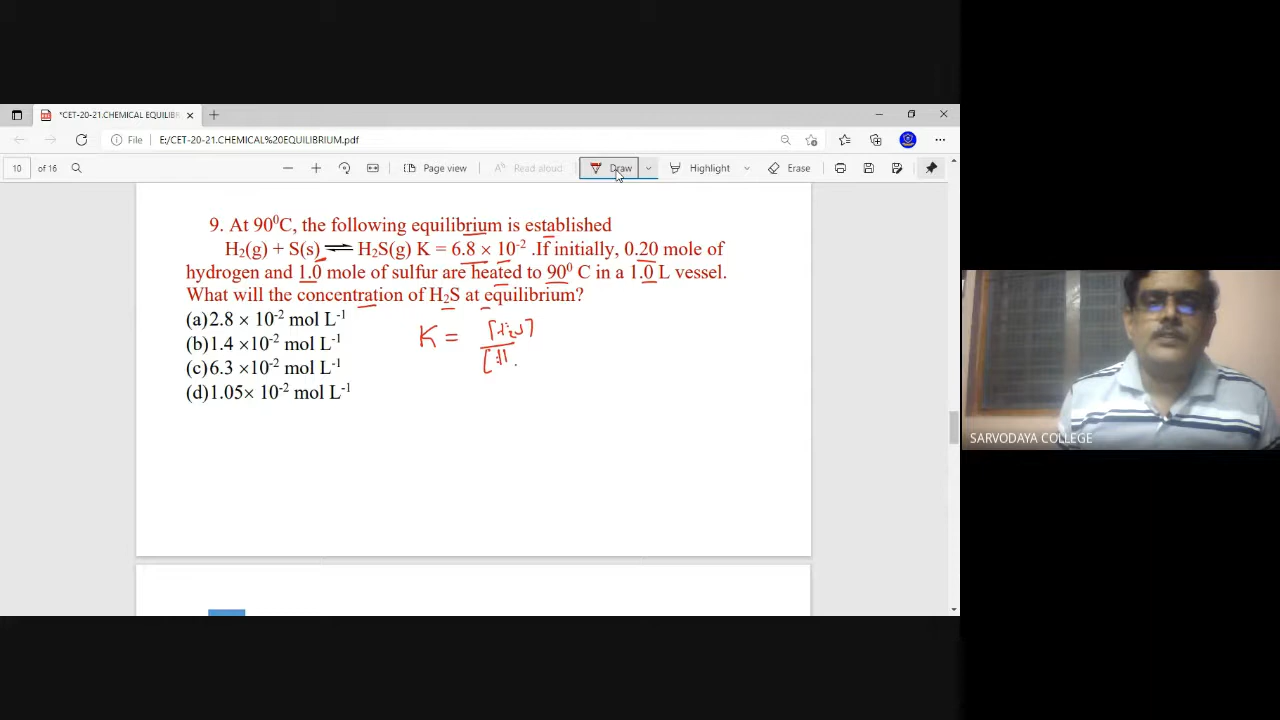 *CET-20-21.CHEMICAL EQUILIBR
File E:/CET-20-21.CHEMICAL%20EQUILIBRIUM.pdf
10 of 16 Page view Read aloud Draw Highlight Erase
9. At 90⁰C, the following equilibrium is established
H₂(g) + S(s) ⇌ H₂S(g) K = 6.8 × 10⁻² .If initially, 0.20 mole of
hydrogen and 1.0 mole of sulfur are heated to 90⁰ C in a 1.0 L vessel.
What will the concentration of H₂S at equilibrium?
(a)2.8 × 10⁻² mol L⁻¹
(b)1.4 ×10⁻² mol L⁻¹
(c)6.3 ×10⁻² mol L⁻¹
(d)1.05× 10⁻² mol L⁻¹
K = [H₂S]
[H
SARVODAYA COLLEGE